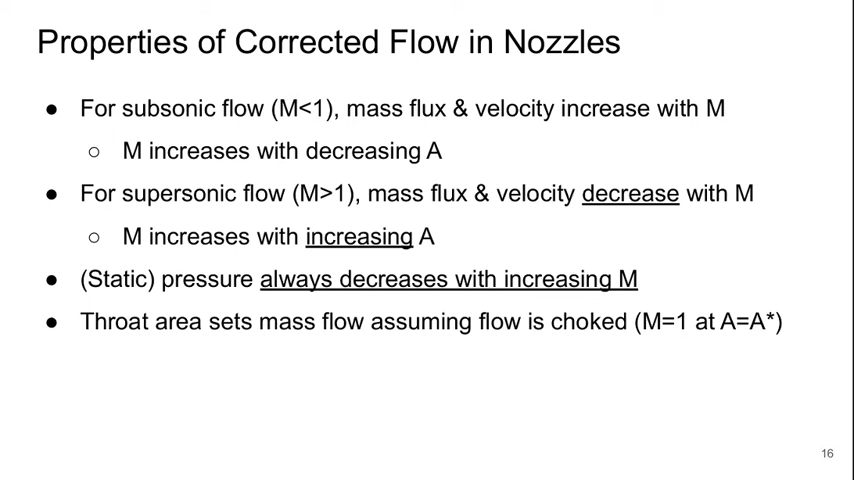 Properties of Corrected Flow in Nozzles
● For subsonic flow (M<1), mass flux & velocity increase with M
○ M increases with decreasing A
● For supersonic flow (M>1), mass flux & velocity decrease with M
○ M increases with increasing A
● (Static) pressure always decreases with increasing M
● Throat area sets mass flow assuming flow is choked (M=1 at A=A*)
16